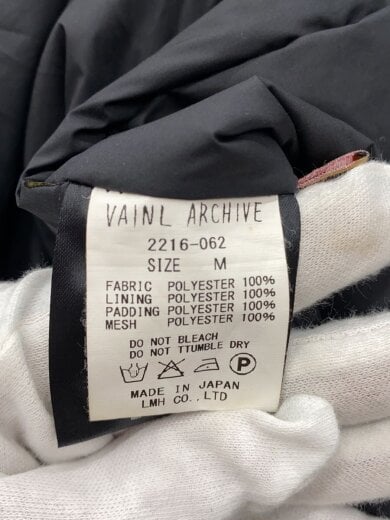 VAINL ARCHIVE
2216-062
SIZE M
FABRIC POLYESTER 100%
LINING POLYESTER 100%
PADDING POLYESTER 100%
MESH POLYESTER 100%
DO NOT BLEACH
DO NOT TTUMBLE DRY
P
MADE IN JAPAN
LMH CO., LTD